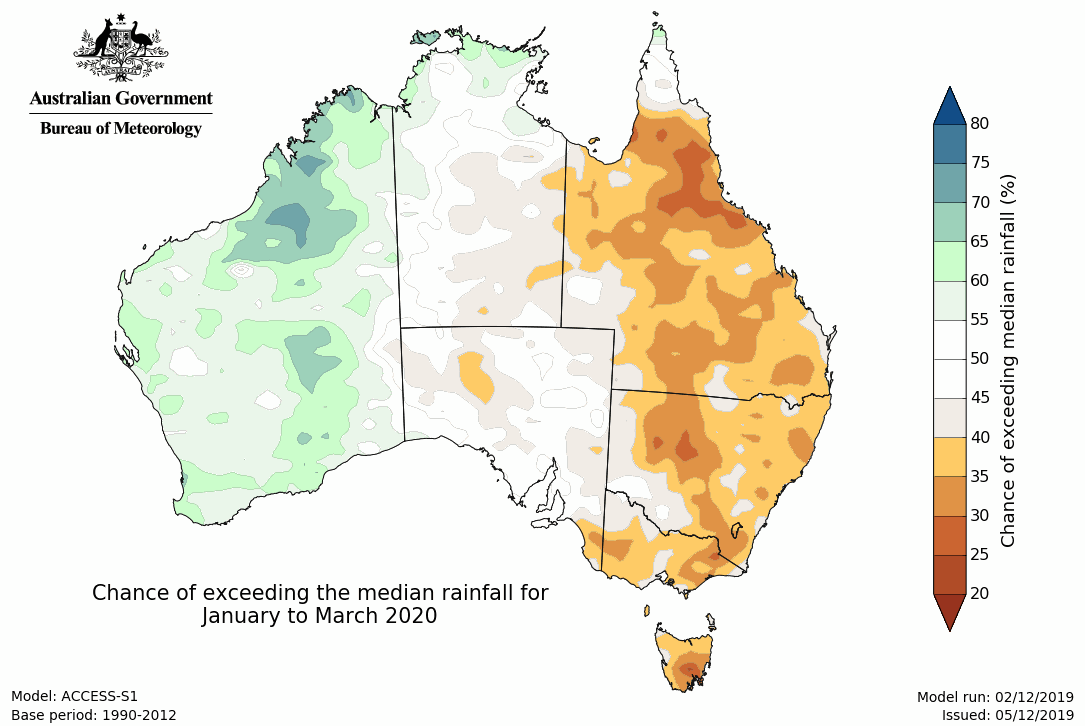 Australian Government
Bureau of Meteorology
80
75
70
65
60
55
50
45
40
35
30
25
20
Chance of exceeding median rainfall (%)
Chance of exceeding the median rainfall for
January to March 2020
Model: ACCESS-S1
Base period: 1990-2012
Model run: 02/12/2019
Issued: 05/12/2019